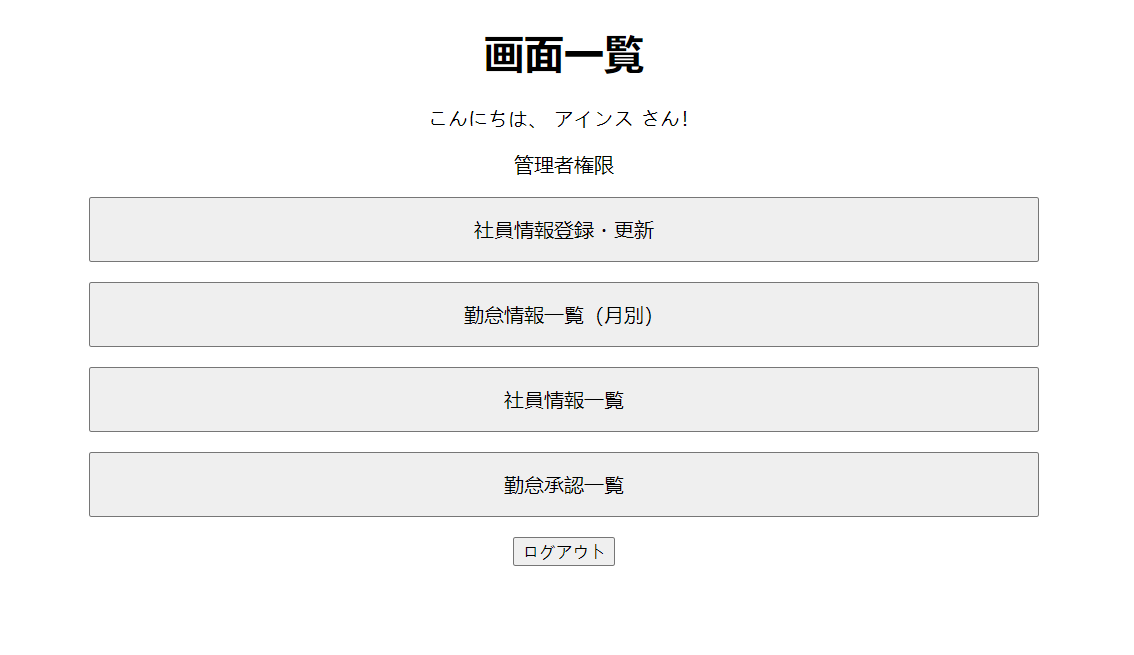 画面一覧
こんにちは、 アインス さん!
管理者権限
社員情報登録・更新
勤怠情報一覧（月別）
社員情報一覧
勤怠承認一覧
ログアウト